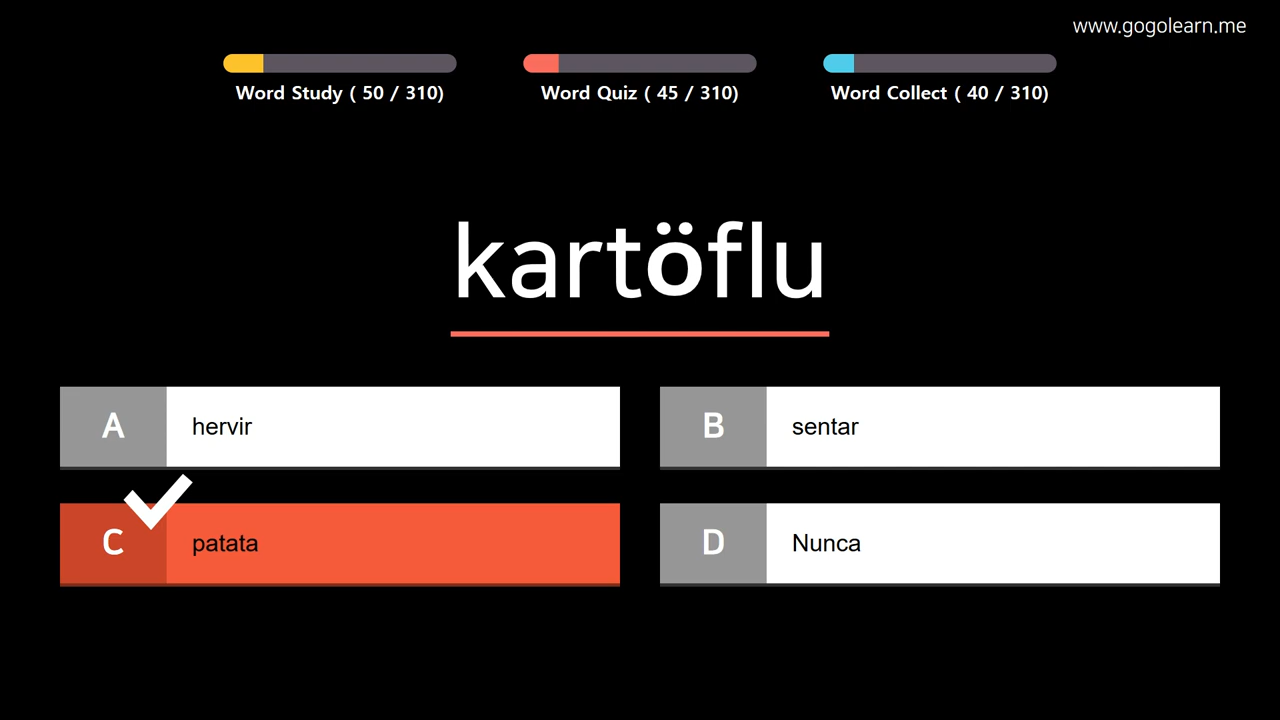 www.gogolearn.me
Word Study ( 50 / 310)
Word Quiz ( 45 / 310)
Word Collect ( 40 / 310)
kartöflu
A hervir
B sentar
C patata
D Nunca